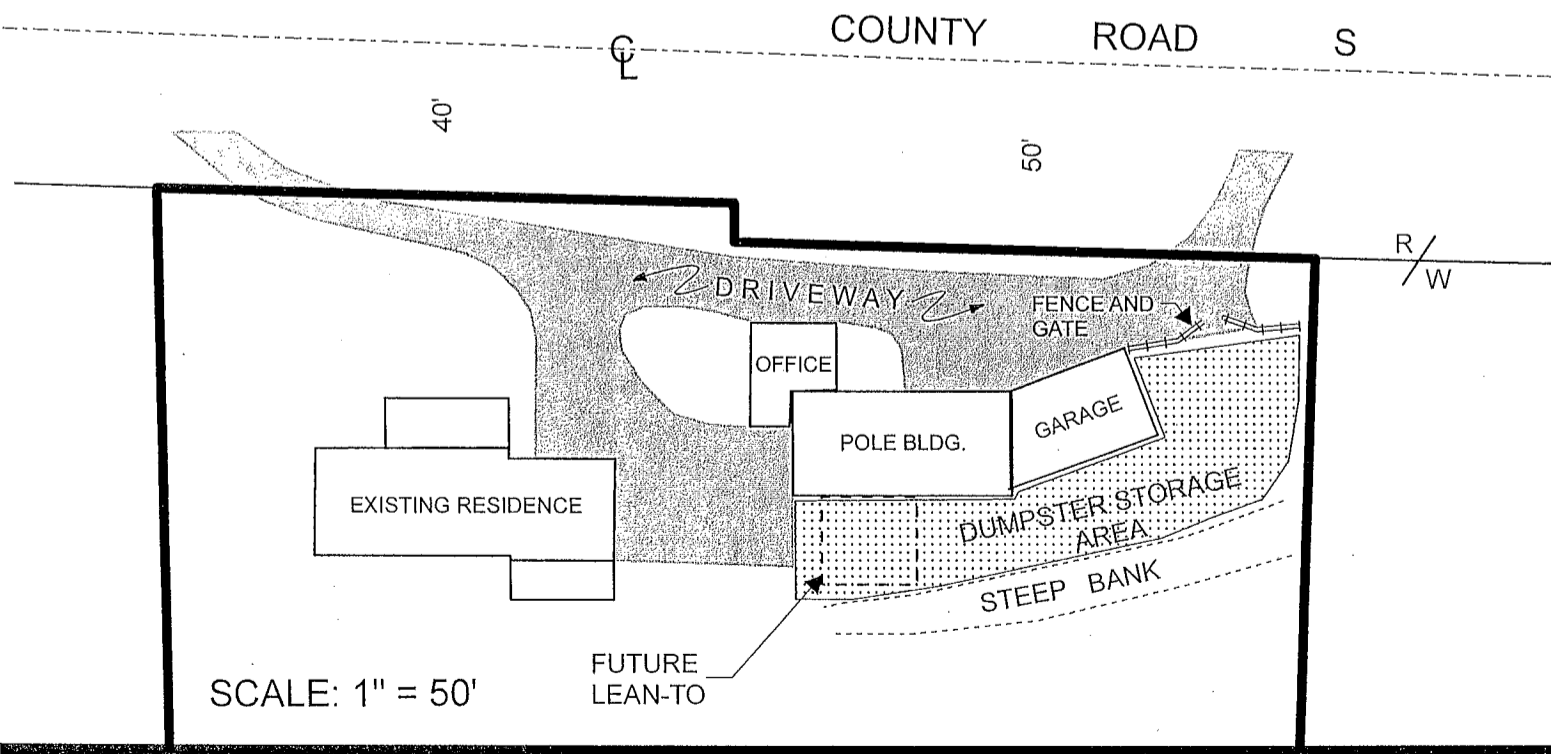 COUNTY ROAD S
CL
40'
50'
R/W
DRIVEWAY
FENCE AND
GATE
OFFICE
GARAGE
POLE BLDG.
EXISTING RESIDENCE
DUMPSTER STORAGE
AREA
STEEP BANK
FUTURE
LEAN-TO
SCALE: 1" = 50'